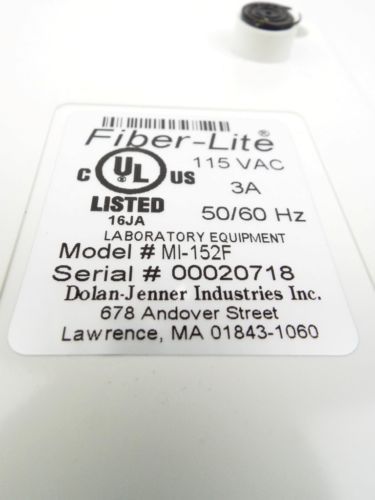 Fiber-Lite®
115 VAC
C UL US
3A
LISTED
16JA
50/60 Hz
LABORATORY EQUIPMENT
Model # MI-152F
Serial # 00020718
Dolan-Jenner Industries Inc.
678 Andover Street
Lawrence, MA 01843-1060